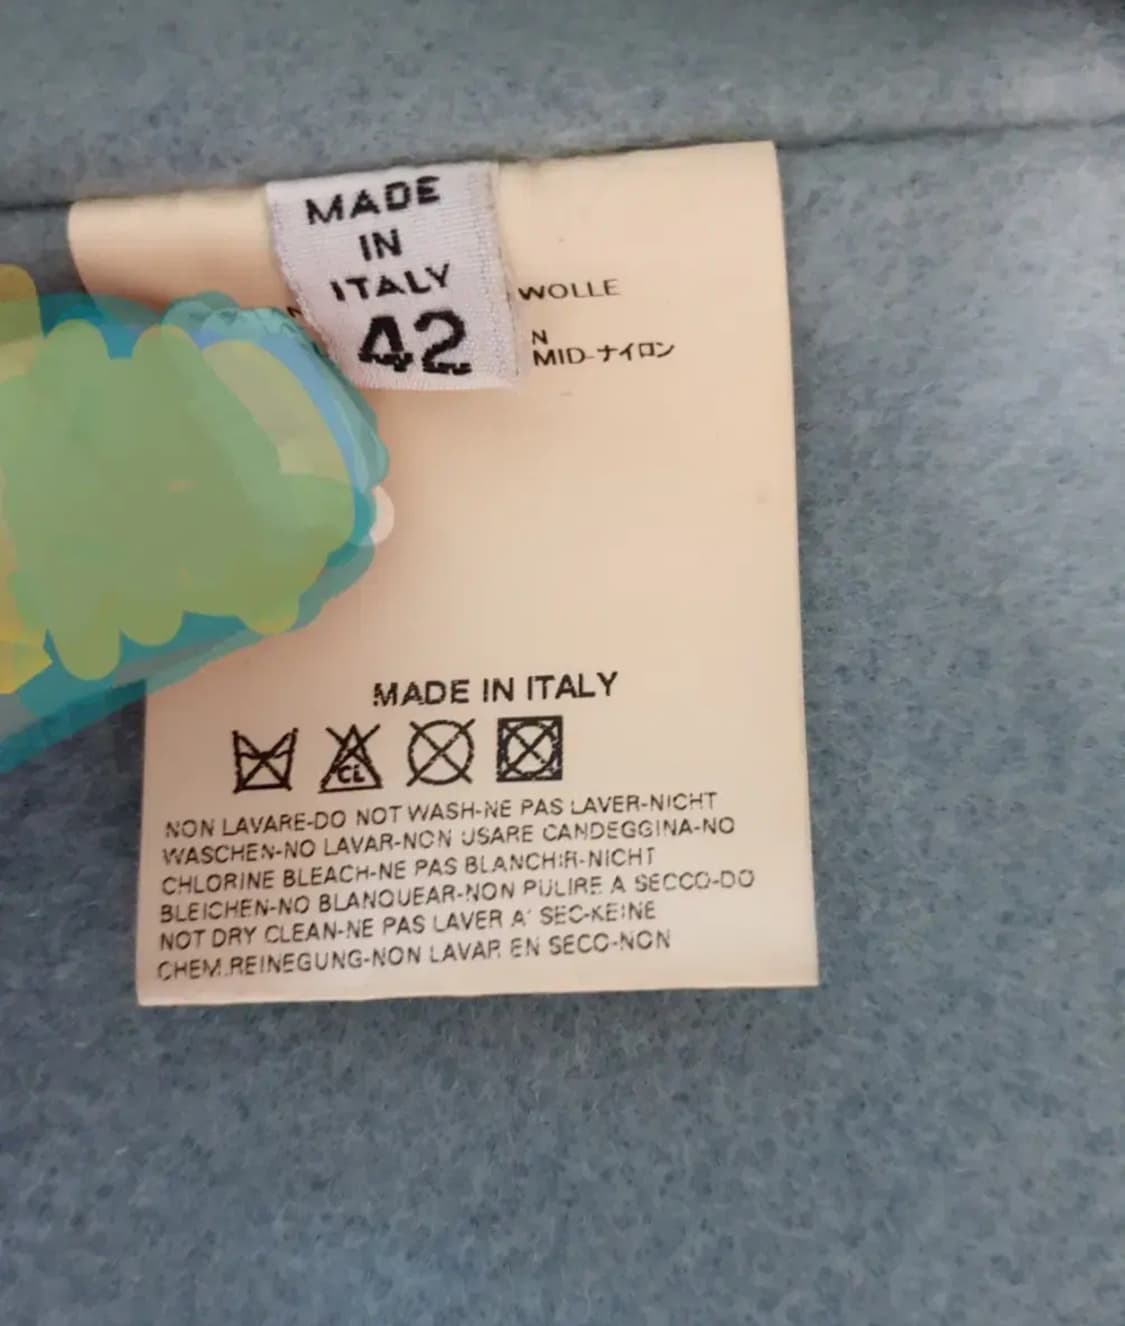 MADE
IN
ITALY
42
WOLLE
N
MID-ナイロン
MADE IN ITALY
CL
NON LAVARE-DO NOT WASH-NE PAS LAVER-NICHT
WASCHEN-NO LAVAR-NON USARE CANDEGGINA-NO
CHLORINE BLEACH-NE PAS BLANCHIR-NICHT
BLEICHEN-NO BLANQUEAR-NON PULIRE A SECCO-DO
NOT DRY CLEAN-NE PAS LAVER A' SEC-KEINE
CHEM.REINEGUNG-NON LAVAR EN SECO-NON